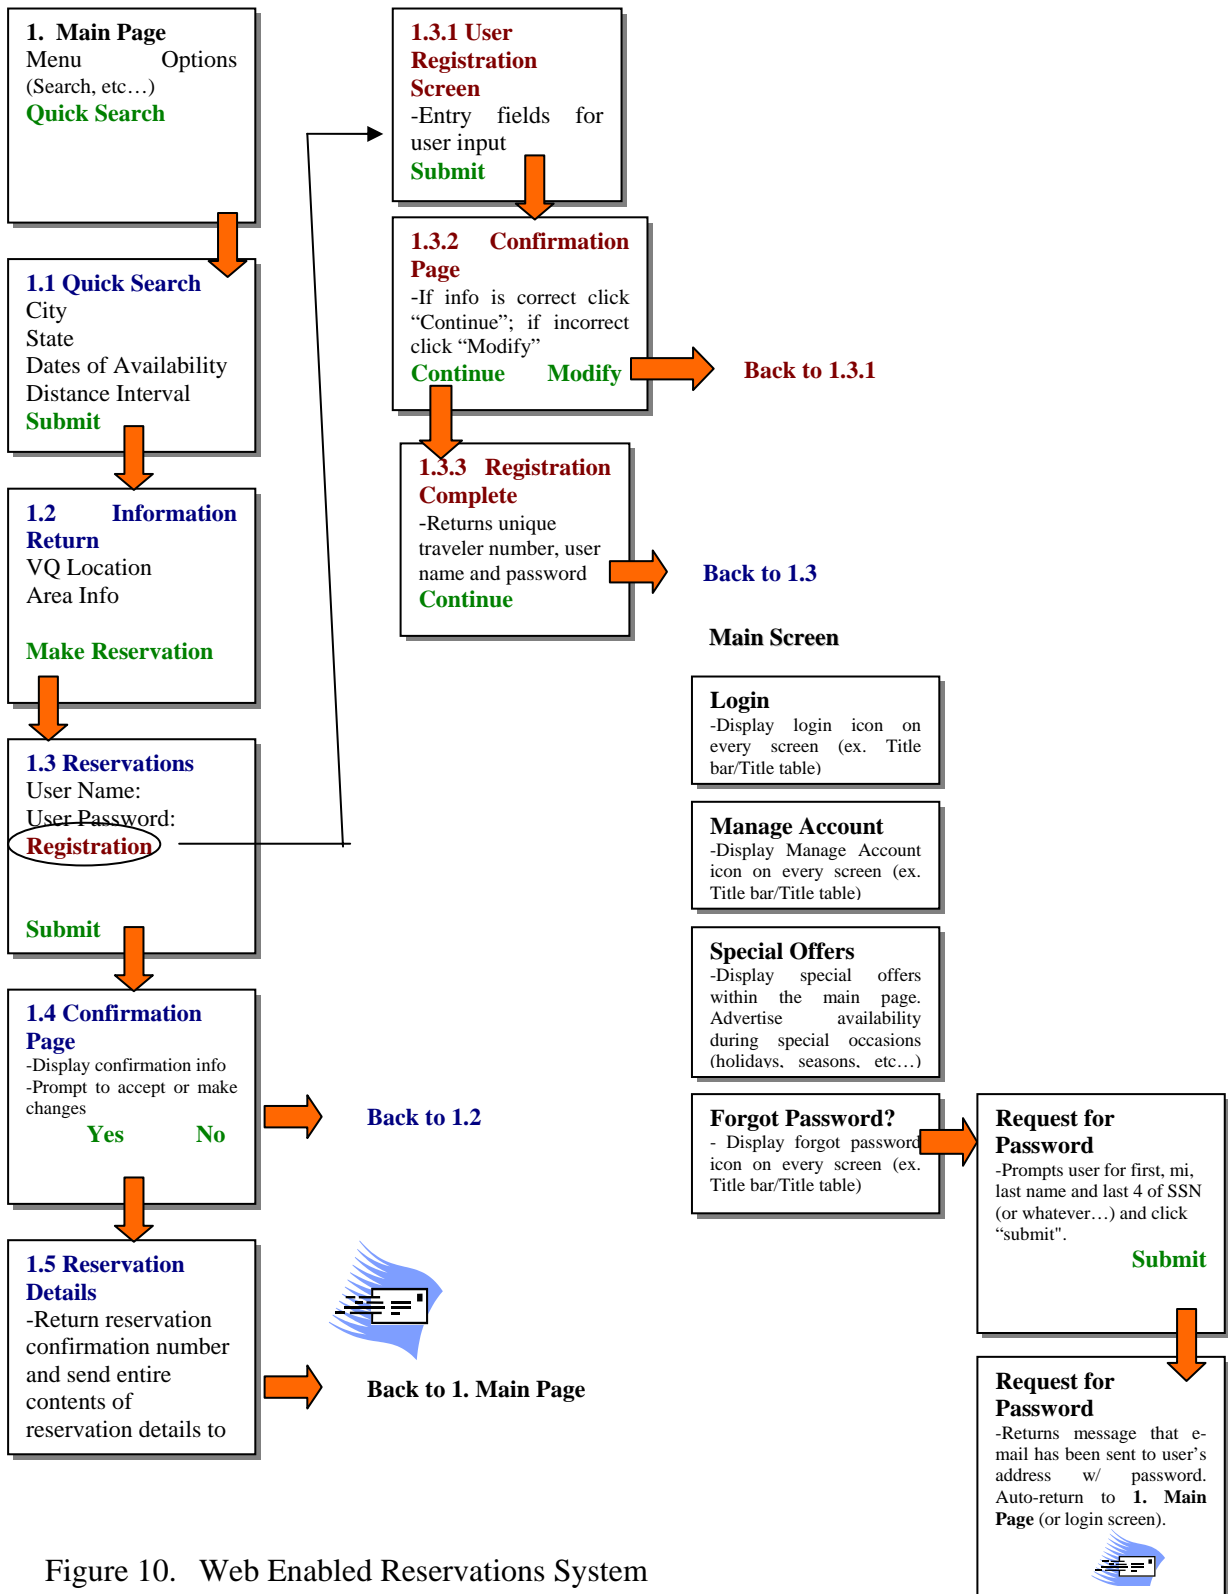 1. Main Page
Menu Options
(Search, etc…)
Quick Search
1.1 Quick Search
City
State
Dates of Availability
Distance Interval
Submit
1.2 Information
Return
VQ Location
Area Info
Make Reservation
1.3 Reservations
User Name:
User Password:
Registration
Submit
1.4 Confirmation
Page
-Display confirmation info
-Prompt to accept or make
changes
Yes No
Back to 1.2
1.5 Reservation
Details
-Return reservation
confirmation number
and send entire
contents of
reservation details to
Back to 1. Main Page
1.3.1 User
Registration
Screen
-Entry fields for
user input
Submit
1.3.2 Confirmation
Page
-If info is correct click
“Continue”; if incorrect
click “Modify”
Continue Modify
Back to 1.3.1
1.3.3 Registration
Complete
-Returns unique
traveler number, user
name and password
Continue
Back to 1.3
Main Screen
Login
-Display login icon on
every screen (ex. Title
bar/Title table)
Manage Account
-Display Manage Account
icon on every screen (ex.
Title bar/Title table)
Special Offers
-Display special offers
within the main page.
Advertise availability
during special occasions
(holidays, seasons, etc…)
Forgot Password?
- Display forgot password
icon on every screen (ex.
Title bar/Title table)
Request for
Password
-Prompts user for first, mi,
last name and last 4 of SSN
(or whatever…) and click
“submit".
Submit
Request for
Password
-Returns message that e-
mail has been sent to user’s
address w/ password.
Auto-return to 1. Main
Page (or login screen).
Figure 10. Web Enabled Reservations System